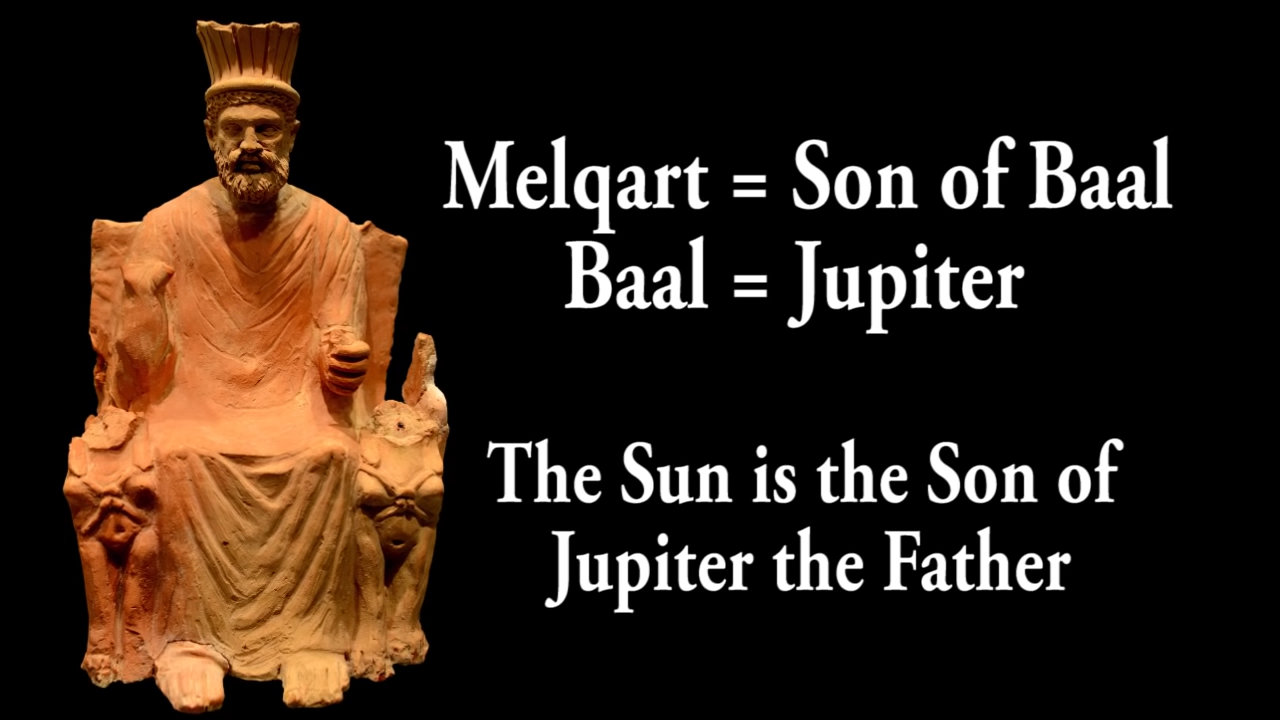 Melqart = Son of Baal
Baal = Jupiter
The Sun is the Son of
Jupiter the Father